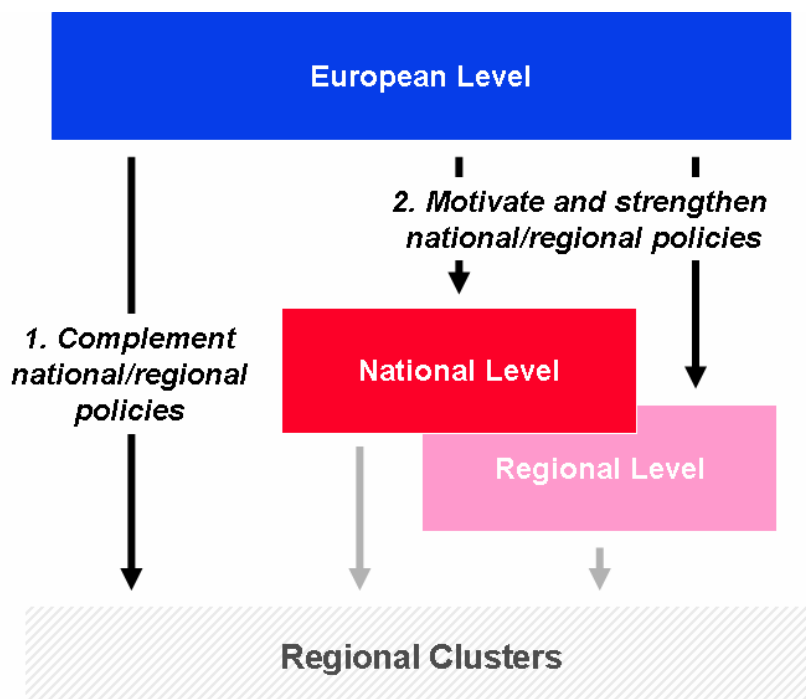 European Level
2. Motivate and strengthen
national/regional policies
1. Complement
national/regional
policies
National Level
Regional Level
Regional Clusters